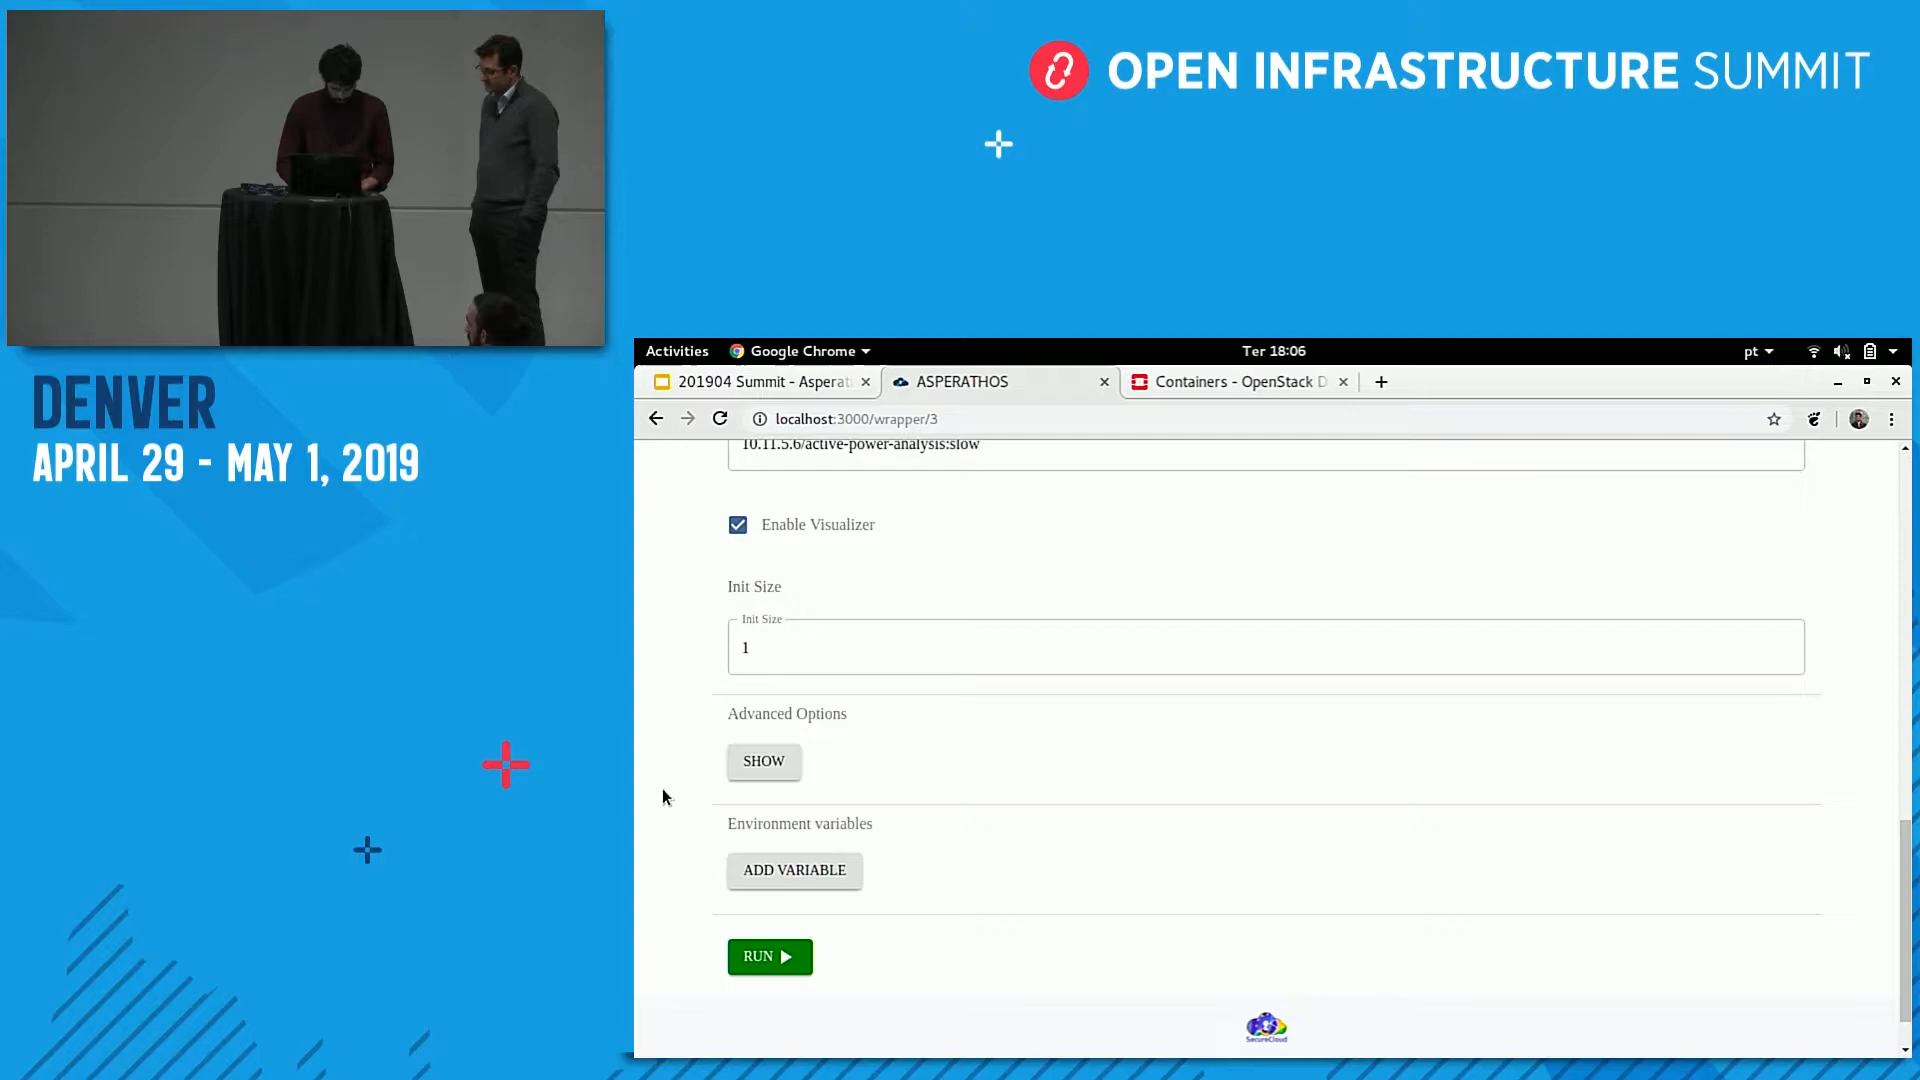 OPEN INFRASTRUCTURE SUMMIT
DENVER
APRIL 29 - MAY 1, 2019
Activities Google Chrome Ter 18:06 pt
201904 Summit - Asperat ASPERATHOS Containers - OpenStack D
localhost:3000/wrapper/3
10.11.5.6/active-power-analysis:slow
Enable Visualizer
Init Size
Init Size
1
Advanced Options
SHOW
Environment variables
ADD VARIABLE
RUN
SecureCloud